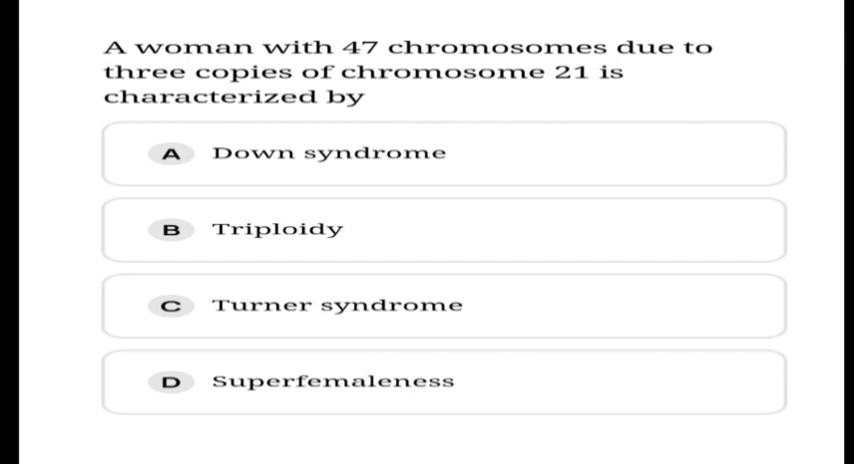 A woman with 47 chromosomes due to
three copies of chromosome 21 is
characterized by
A Down syndrome
B Triploidy
C Turner syndrome
D Superfemaleness